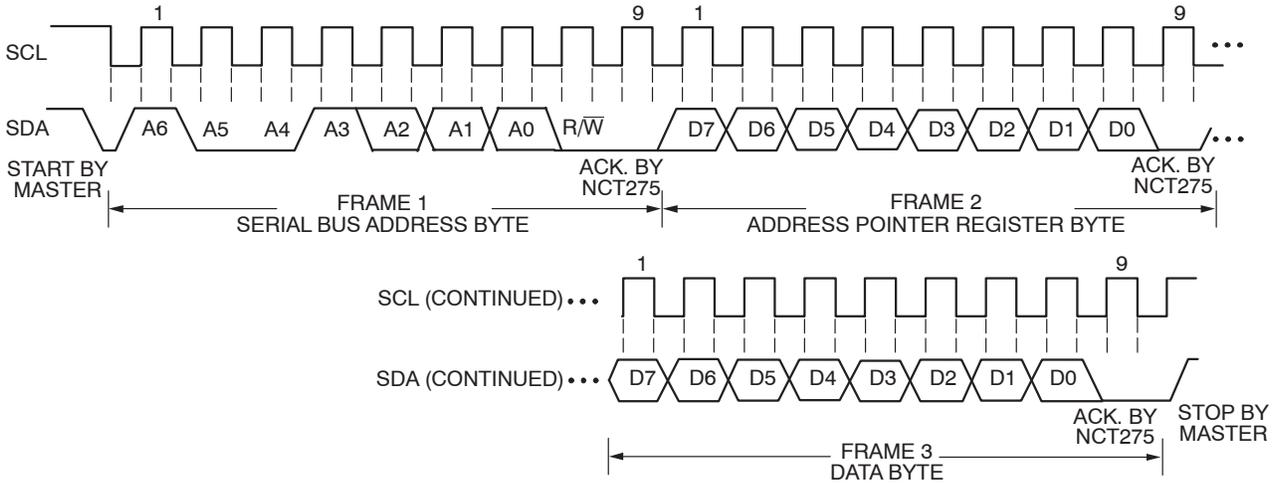 1 9 1 9
SCL
SDA A6 A5 A4 A3 A2 A1 A0 R/W̅ D7 D6 D5 D4 D3 D2 D1 D0
START BY
MASTER
ACK. BY
NCT275
ACK. BY
NCT275
FRAME 1
SERIAL BUS ADDRESS BYTE
FRAME 2
ADDRESS POINTER REGISTER BYTE
1 9
SCL (CONTINUED)
SDA (CONTINUED) D7 D6 D5 D4 D3 D2 D1 D0
ACK. BY
NCT275
STOP BY
MASTER
FRAME 3
DATA BYTE